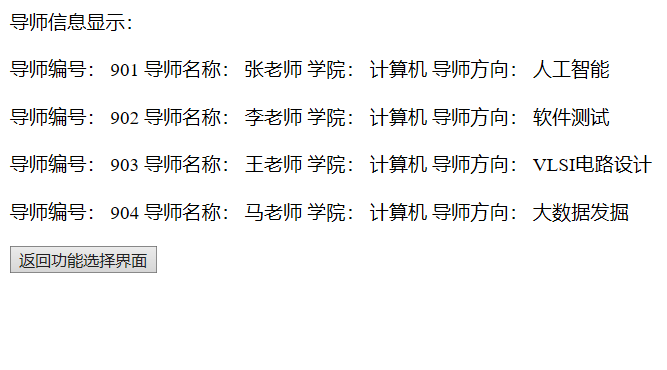 导师信息显示：
导师编号： 901 导师名称： 张老师 学院： 计算机 导师方向： 人工智能
导师编号： 902 导师名称： 李老师 学院： 计算机 导师方向： 软件测试
导师编号： 903 导师名称： 王老师 学院： 计算机 导师方向： VLSI电路设计
导师编号： 904 导师名称： 马老师 学院： 计算机 导师方向： 大数据发掘
返回功能选择界面